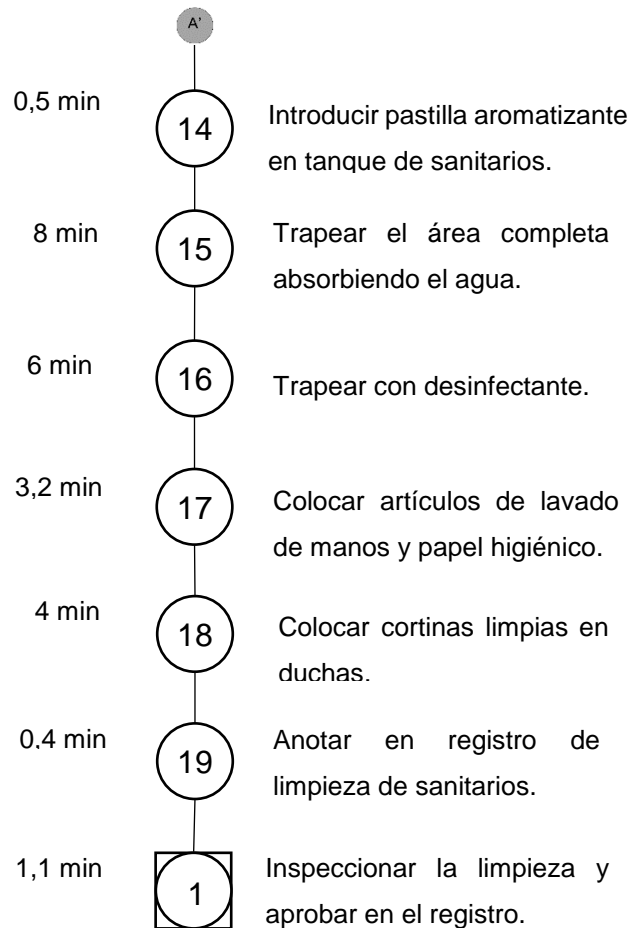 A'
0,5 min
14
Introducir pastilla aromatizante
en tanque de sanitarios.
8 min
15
Trapear el área completa
absorbiendo el agua.
6 min
16
Trapear con desinfectante.
3,2 min
17
Colocar artículos de lavado
de manos y papel higiénico.
4 min
18
Colocar cortinas limpias en
duchas.
0,4 min
19
Anotar en registro de
limpieza de sanitarios.
1,1 min
1
Inspeccionar la limpieza y
aprobar en el registro.